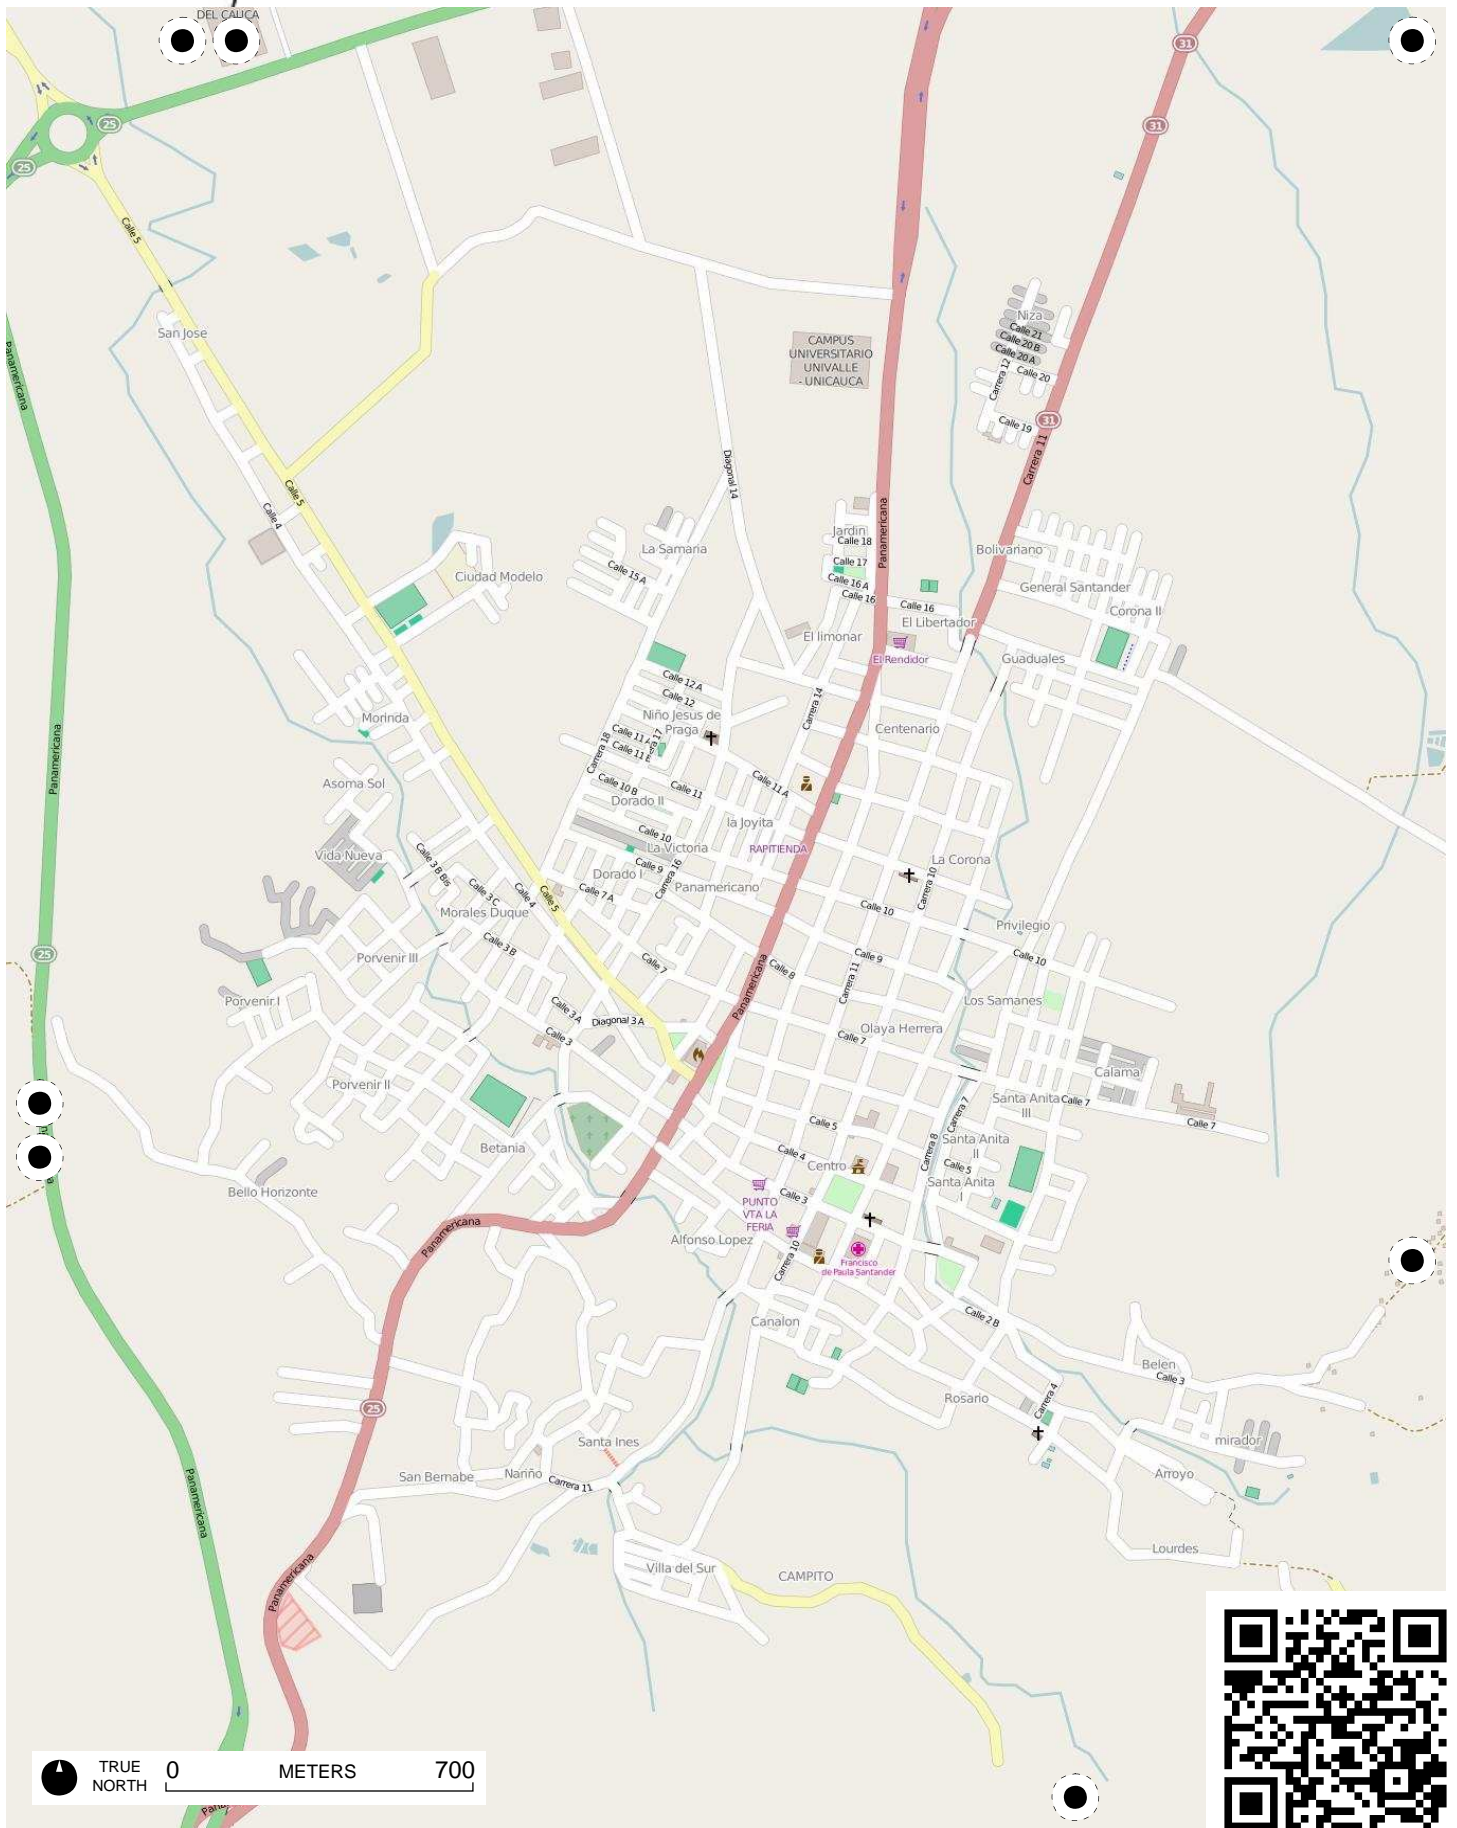 DEL CAUCA
31
25
31
25
Calle 5
Niza
Calle 21
San Jose
Calle 20 B
Calle 20 A
CAMPUS
UNIVERSITARIO
UNIVALLE
- UNICAUCA
Panamericana
Calle 20
Carrera 12
31
Calle 19
Carrera 11
Diagonal 14
Calle 5
Calle 4
Panamericana
Jardin
Calle 18
La Samaria
Bolivariano
Calle 17
Calle 15 A
Ciudad Modelo
Calle 16 A
General Santander
Calle 16
Calle 16
Corona II
El Libertador
El limonar
El Rendidor
Guaduales
Calle 12 A
Calle 12
Carrera 14
Niño Jesus de
Praga
Morinda
Centenario
Calle 11 A
Calle 11
Carrera 18
Panamericana
Asoma Sol
Calle 11 A
Calle 10 B
Calle 11
Dorado II
la Joyita
Calle 10
La Victoria
RAPITIENDA
Vida Nueva
Calle 3 B Bis
La Corona
Calle 9
Dorado I
Carrera 16
Panamericano
Calle 7 A
Carrera 10
Calle 3 C
Calle 4
Calle 5
Morales Duque
Calle 10
Privilegio
Calle 3 B
25
Porvenir III
Calle 7
Calle 8
Calle 9
Calle 10
Carrera 11
Panamericana
Porvenir I
Los Samanes
Calle 3 A
Diagonal 3 A
Calle 3
Olaya Herrera
Calle 7
Calama
Porvenir II
Santa Anita
III
Calle 7
Carrera 7
Calle 7
Calle 5
Santa Anita
II
Betania
Calle 4
Carrera 8
Centro
Calle 5
Santa Anita
I
Bello Horizonte
Calle 3
PUNTO
VTA LA
FERIA
Panamericana
Alfonso Lopez
Carrera 10
Francisco
de Paula Santander
Canalon
Calle 2 B
Belen
Calle 3
Rosario
Carrera 4
25
Santa Ines
mirador
San Bernabe
Nariño
Carrera 11
Arroyo
Panamericana
Lourdes
Villa del Sur
CAMPITO
Panamericana
TRUE
NORTH
0
METERS
700